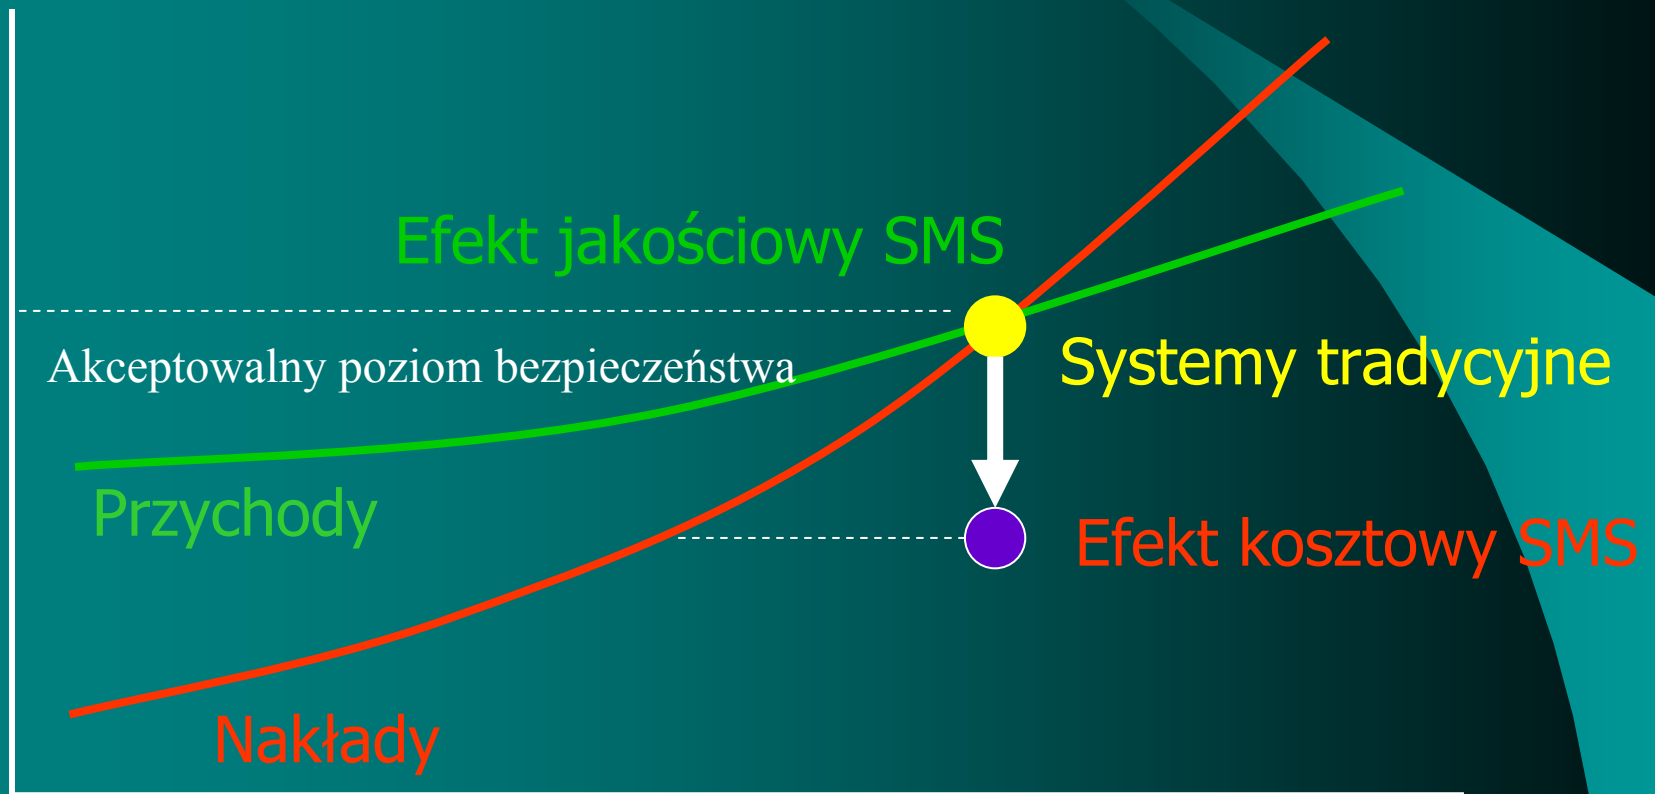 Efekt jakościowy SMS
Akceptowalny poziom bezpieczeństwa
Systemy tradycyjne
Przychody
Efekt kosztowy SMS
Nakłady